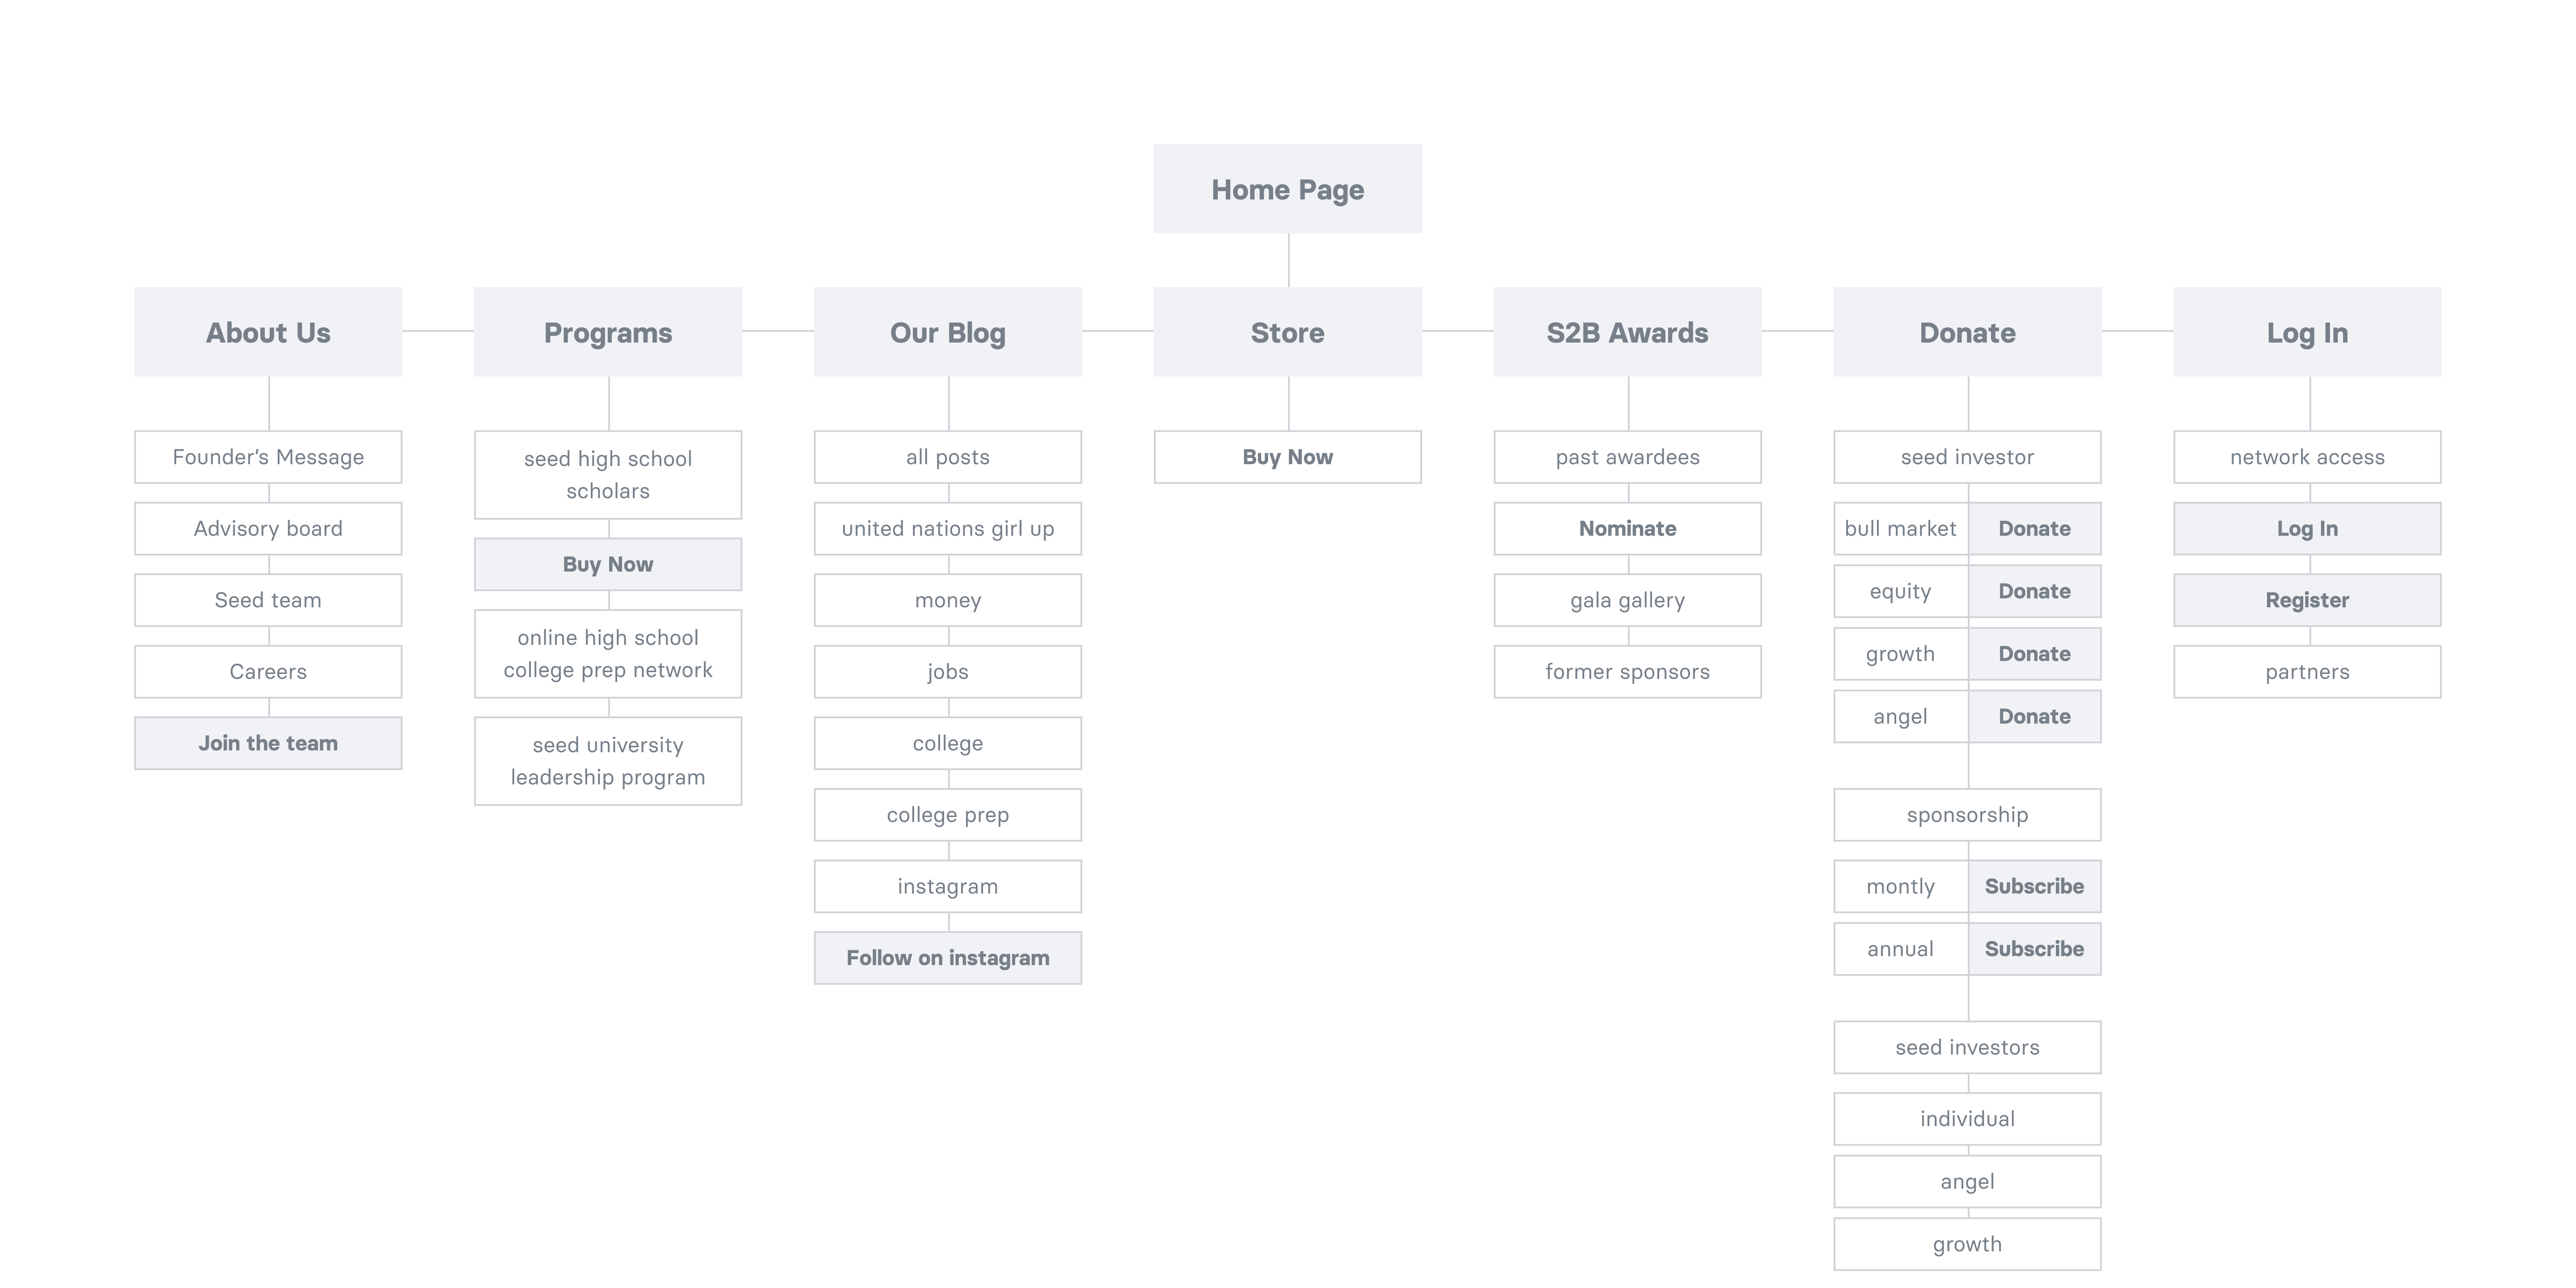 Home Page
About Us
Programs
Our Blog
Store
S2B Awards
Donate
Log In
Founder’s Message
Advisory board
Seed team
Careers
Join the team
seed high school
scholars
Buy Now
online high school
college prep network
seed university
leadership program
all posts
united nations girl up
money
jobs
college
college prep
instagram
Follow on instagram
Buy Now
past awardees
Nominate
gala gallery
former sponsors
seed investor
bull market Donate
equity Donate
growth Donate
angel Donate
sponsorship
montly Subscribe
annual Subscribe
seed investors
individual
angel
growth
network access
Log In
Register
partners